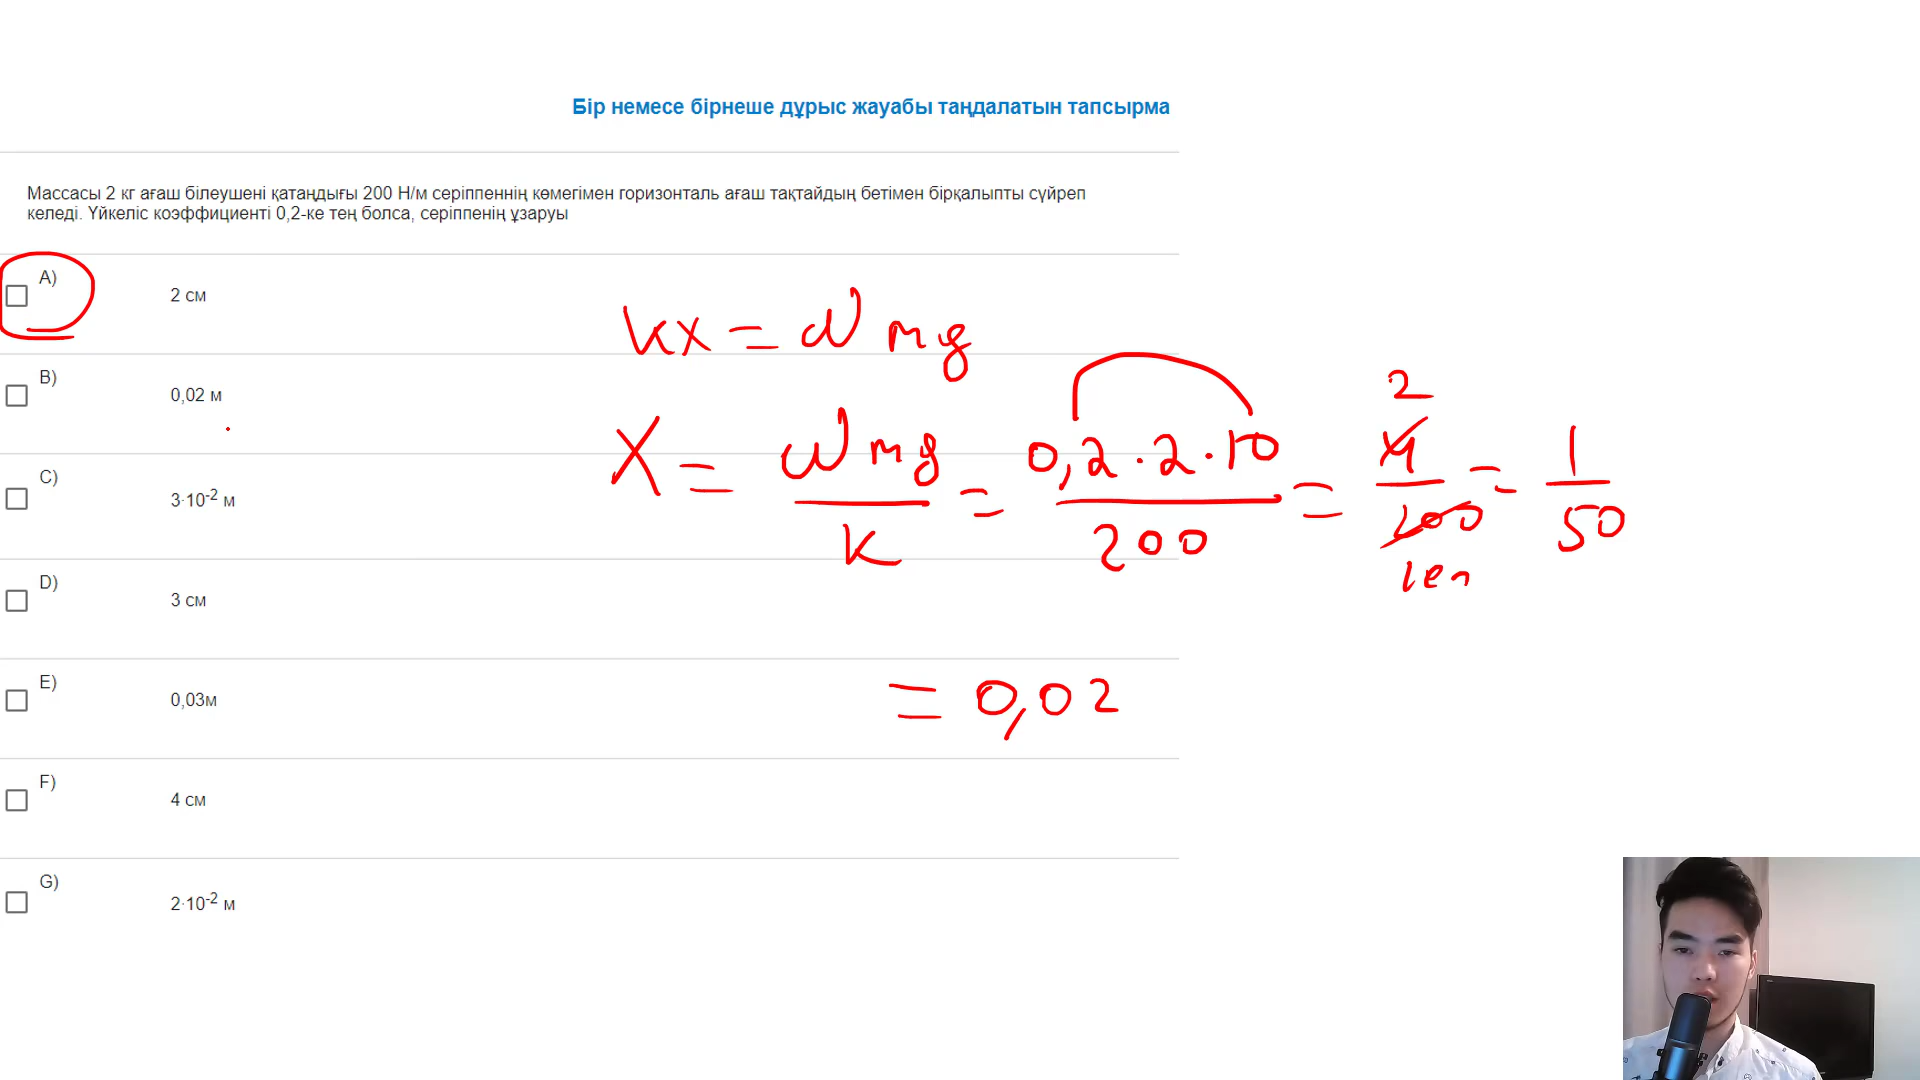 Бір немесе бірнеше дұрыс жауабы таңдалатын тапсырма
Массасы 2 кг ағаш білеушені қатаңдығы 200 Н/м серіппеннің көмегімен горизонталь ағаш тақтайдың бетімен бірқалыпты сүйреп
келеді. Үйкеліс коэффициенті 0,2-ке тең болса, серіппенің ұзаруы
A)
2 см
B)
0,02 м
C)
3·10⁻² м
D)
3 см
E)
0,03м
F)
4 см
G)
2·10⁻² м
kx = μmg
X = μmg / k = 0,2·2·10 / 200 = 4 / 200 = 1 / 50
2
= 0,02